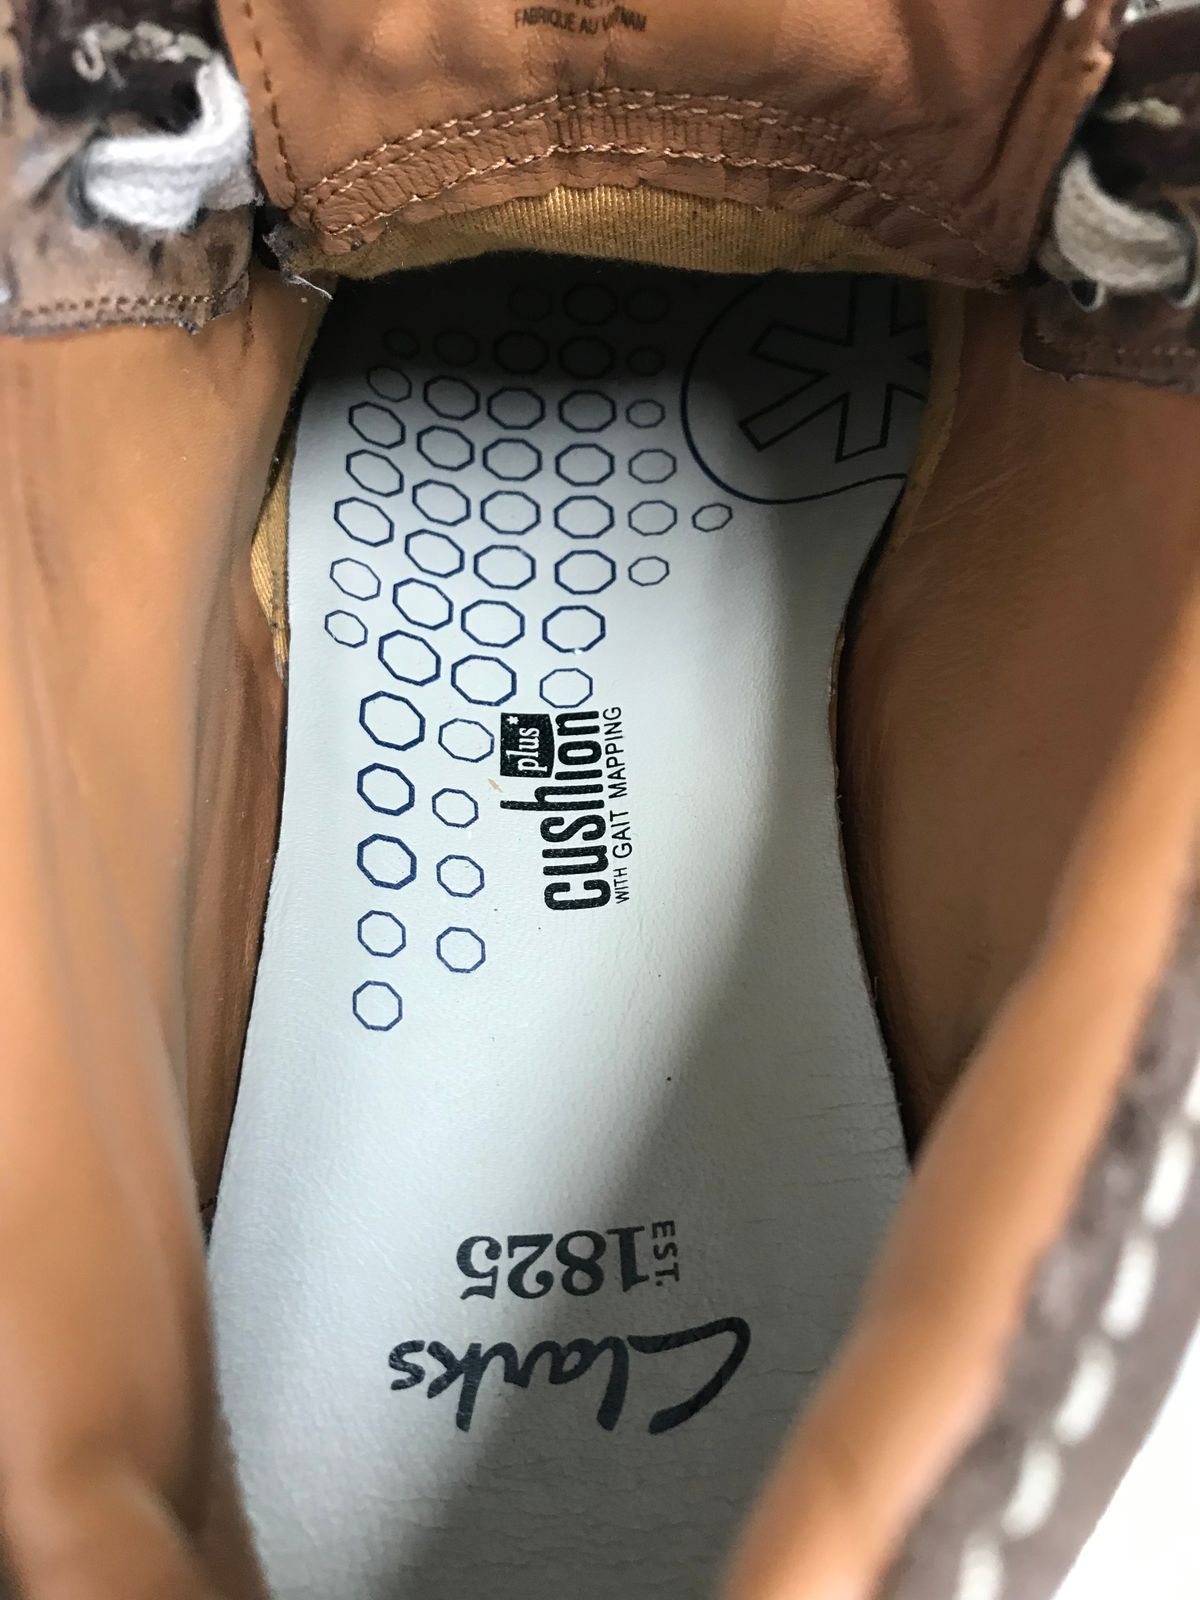 FABRIQUE AU VIETNAM
plus*
cushion
WITH GAIT MAPPING
Clarks
EST.
1825